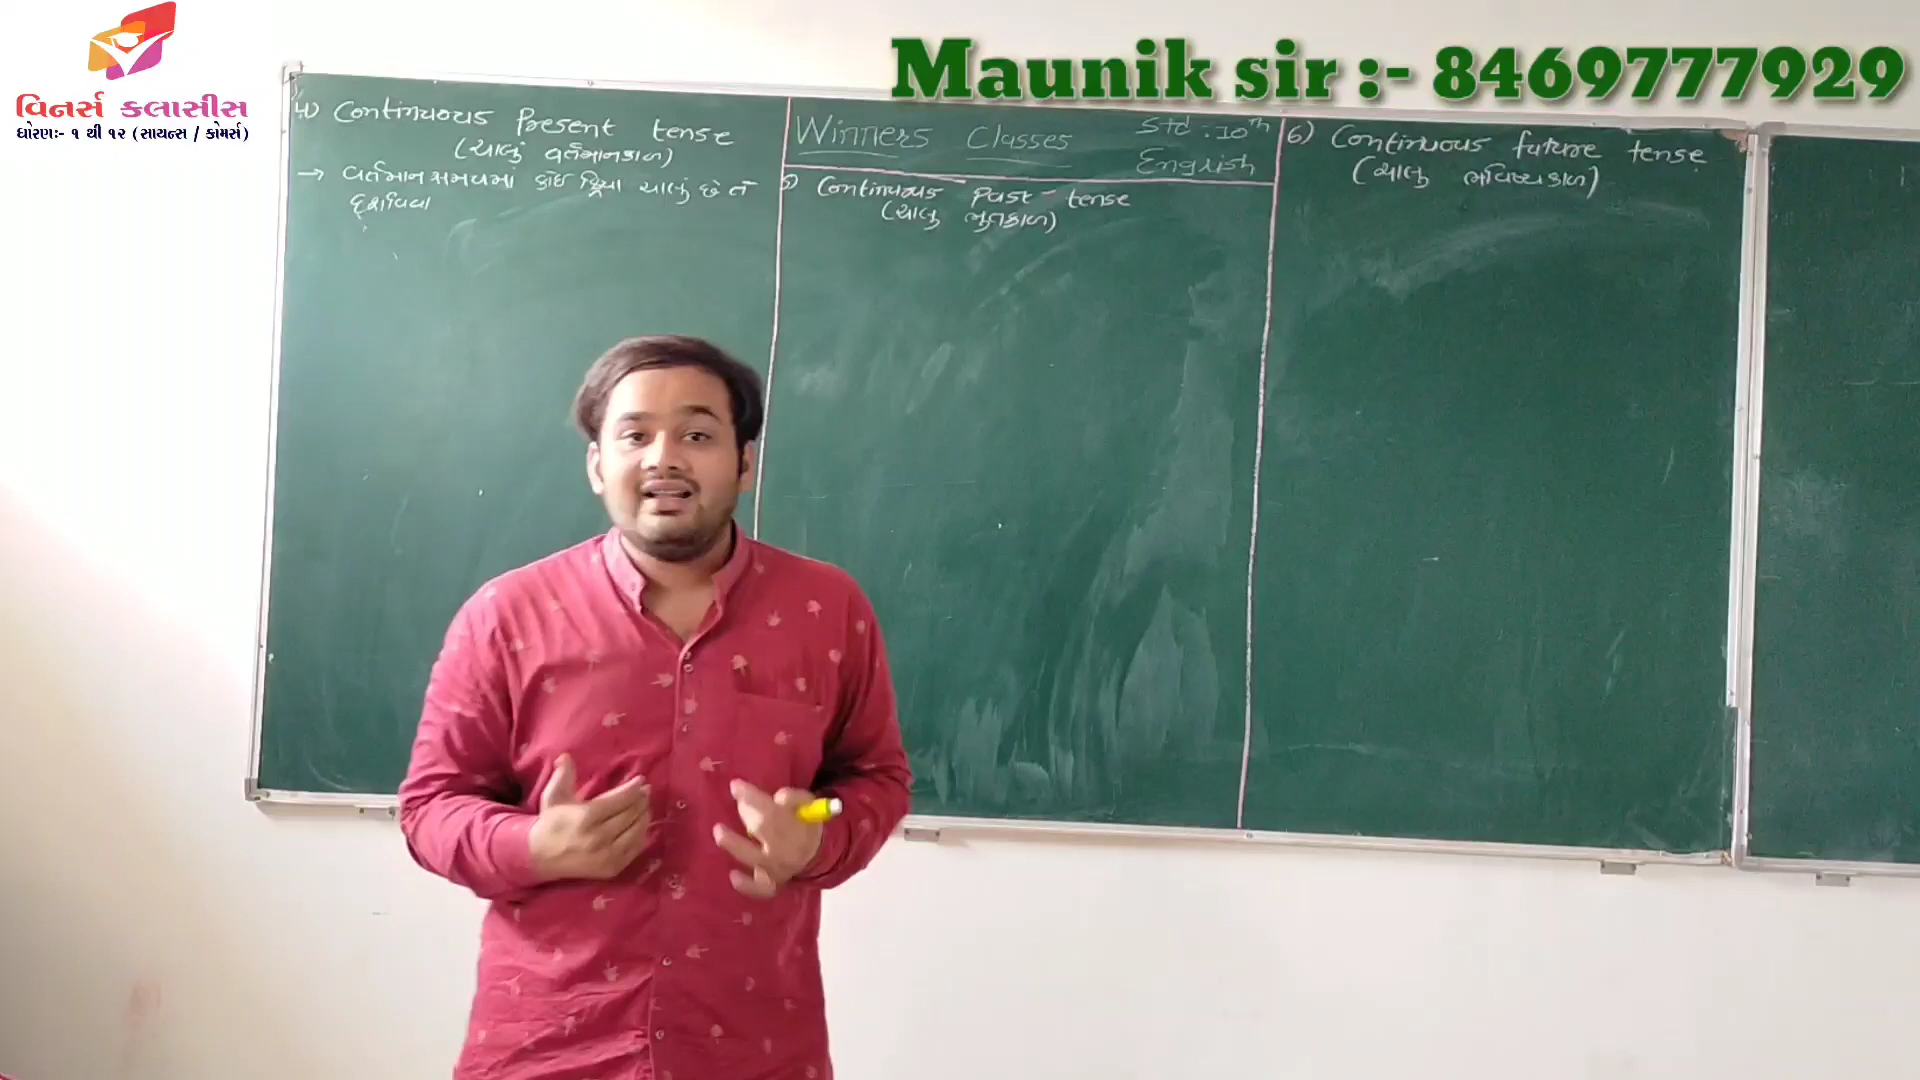 વિનર્સ કલાસીસ
ધોરણ:- ૧ થી ૧૨ (સાયન્સ / કોમર્સ)
Maunik sir :- 8469777929
4) Continuous Present tense
(ચાલુ વર્તમાનકાળ)
→ વર્તમાન સમયમાં કોઈ ક્રિયા ચાલું છે તે
દર્શાવવા
Winners Classes
Std. 10th
English
5) Continuous past tense
(ચાલુ ભુતકાળ)
6) Continuous future tense
(ચાલુ ભવિષ્યકાળ)